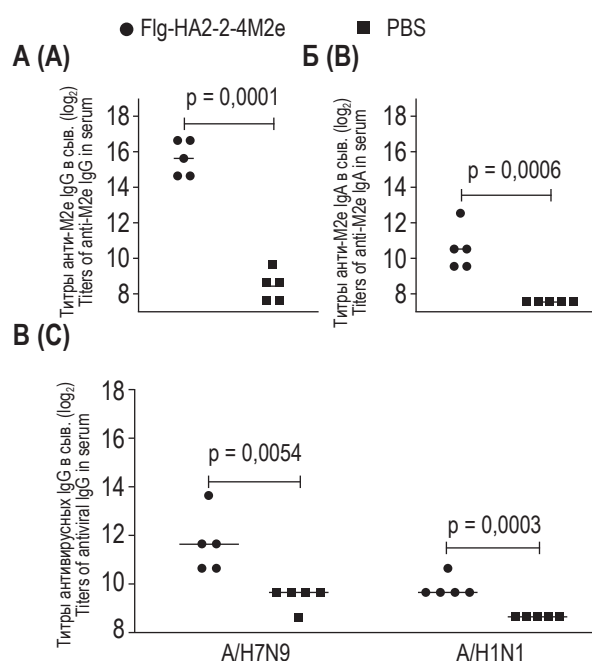 Flg-HA2-2-4M2e PBS
А (A)
Титры анти-M2e IgG в сыв. (log₂)
Titers of anti-M2e IgG in serum
18
16
14
12
10
8
p = 0,0001
Б (B)
Титры анти-M2e IgA в сыв. (log₂)
Titers of anti-M2e IgA in serum
18
16
14
12
10
8
p = 0,0006
В (C)
Титры антивирусных IgG в сыв. (log₂)
Titers of antiviral IgG in serum
18
16
14
12
10
8
p = 0,0054
p = 0,0003
A/H7N9 A/H1N1